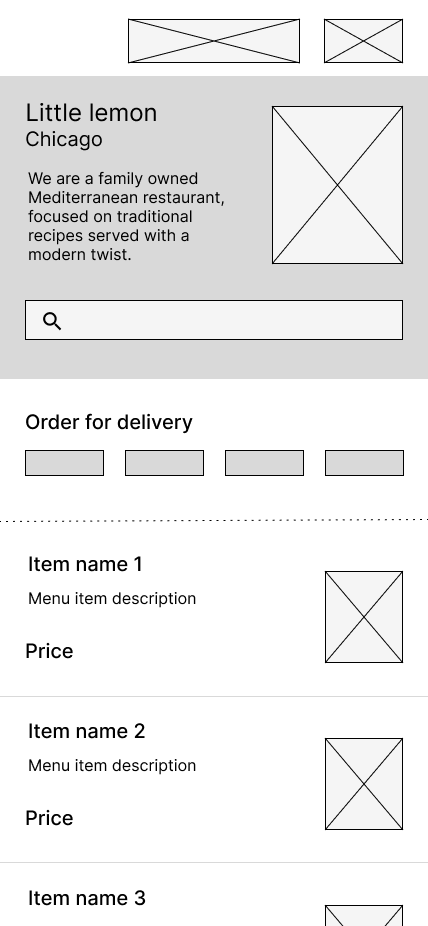 Little lemon
Chicago
We are a family owned
Mediterranean restaurant,
focused on traditional
recipes served with a
modern twist.
Order for delivery
Item name 1
Menu item description
Price
Item name 2
Menu item description
Price
Item name 3